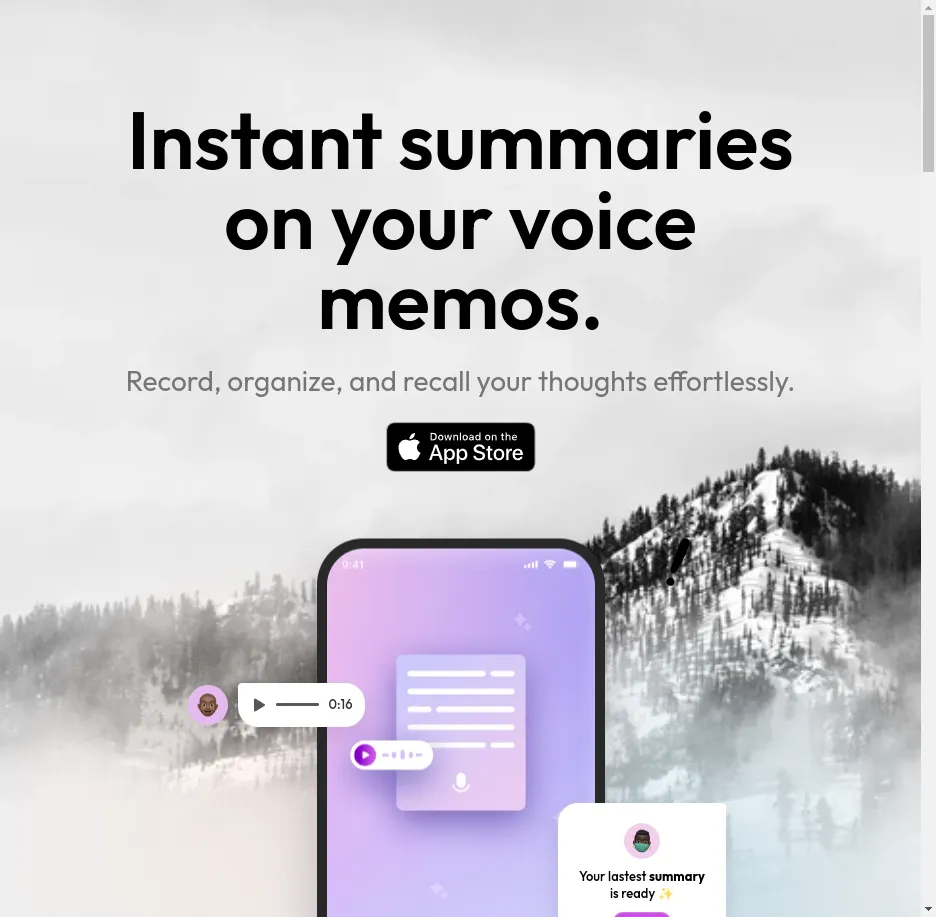 Instant summaries
on your voice
memos.
Record, organize, and recall your thoughts effortlessly.
Download on the
App Store
9:41
0:16
Your lastest summary
is ready ✨